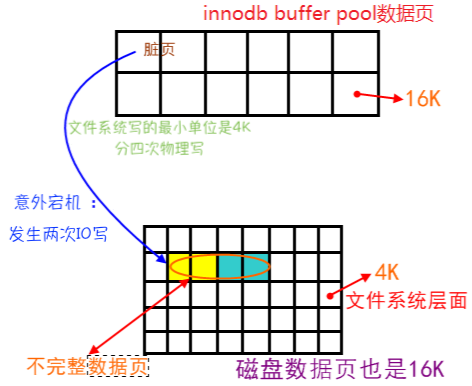 innodb buffer pool数据页
脏页
16K
文件系统写的最小单位是4K
分四次物理写
意外宕机 ：
发生两次IO写
4K
文件系统层面
不完整数据页
磁盘数据页也是16K